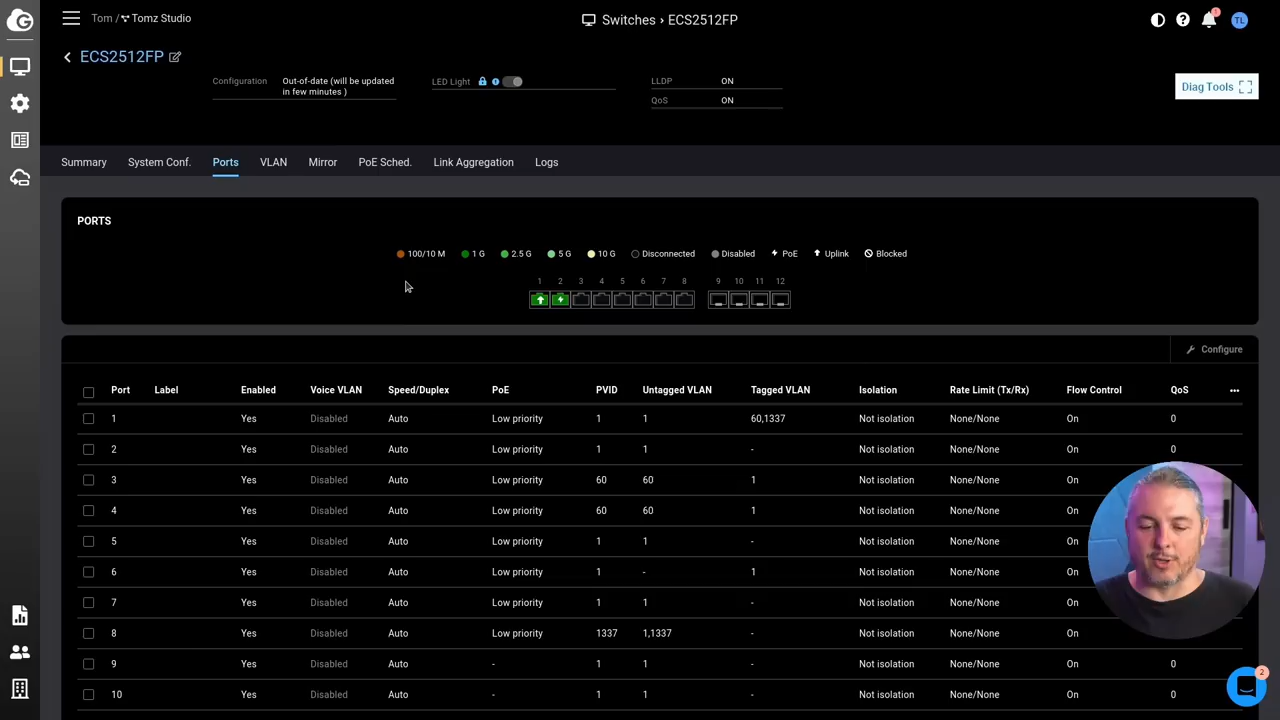 Tom / Tomz Studio
Switches › ECS2512FP
1
TL
ECS2512FP
Configuration Out-of-date (will be updated in few minutes )
LED Light
LLDP ON
QoS ON
Diag Tools
Summary System Conf. Ports VLAN Mirror PoE Sched. Link Aggregation Logs
PORTS
100/10 M 1 G 2.5 G 5 G 10 G Disconnected Disabled PoE Uplink Blocked
1 2 3 4 5 6 7 8 9 10 11 12
Configure
Port Label Enabled Voice VLAN Speed/Duplex PoE PVID Untagged VLAN Tagged VLAN Isolation Rate Limit (Tx/Rx) Flow Control QoS
1 Yes Disabled Auto Low priority 1 1 60,1337 Not isolation None/None On 0
2 Yes Disabled Auto Low priority 1 1 - Not isolation None/None On 0
3 Yes Disabled Auto Low priority 60 60 1 Not isolation None/None On
4 Yes Disabled Auto Low priority 60 60 1 Not isolation None/None On
5 Yes Disabled Auto Low priority 1 1 - Not isolation None/None On
6 Yes Disabled Auto Low priority 1 - 1 Not isolation None/None On
7 Yes Disabled Auto Low priority 1 1 - Not isolation None/None On
8 Yes Disabled Auto Low priority 1337 1,1337 - Not isolation None/None On
9 Yes Disabled Auto - 1 1 - Not isolation None/None On 0
10 Yes Disabled Auto - 1 1 - Not isolation None/None On 0
2